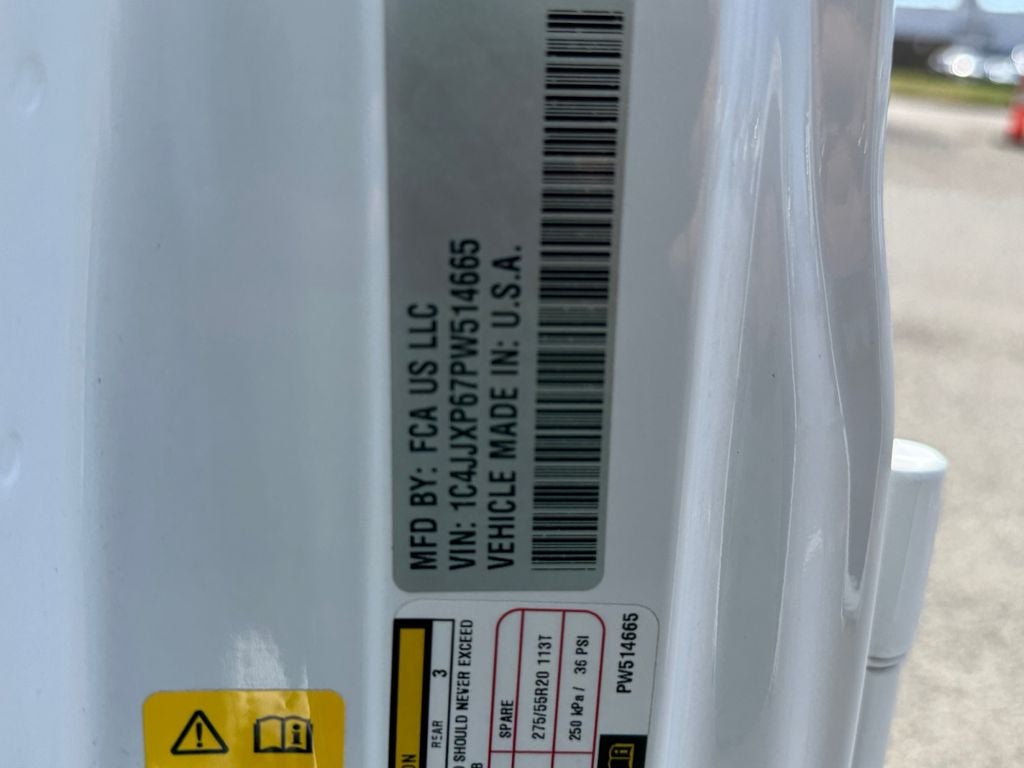 MFD BY: FCA US LLC
VIN: 1C4JJXP67PW514665
VEHICLE MADE IN: U.S.A.
REAR 3
SHOULD NEVER EXCEED
SPARE
275/55R20 113T
250 kPa / 36 PSI
PW514665